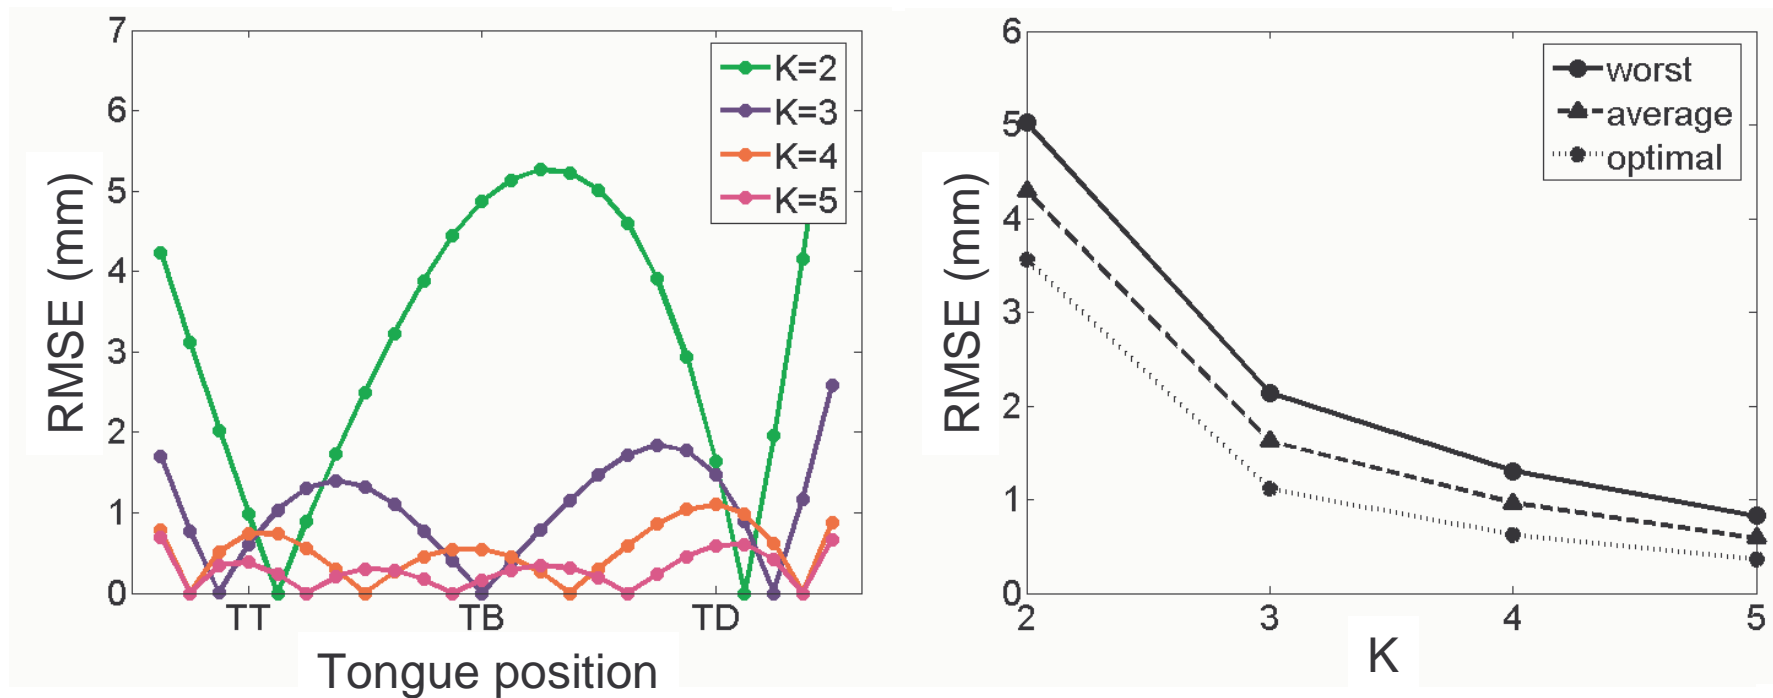 7
6
5
4
3
2
1
0
RMSE (mm)
K=2
K=3
K=4
K=5
TT
TB
TD
Tongue position
6
5
4
3
2
1
0
RMSE (mm)
worst
average
optimal
2
3
4
5
K